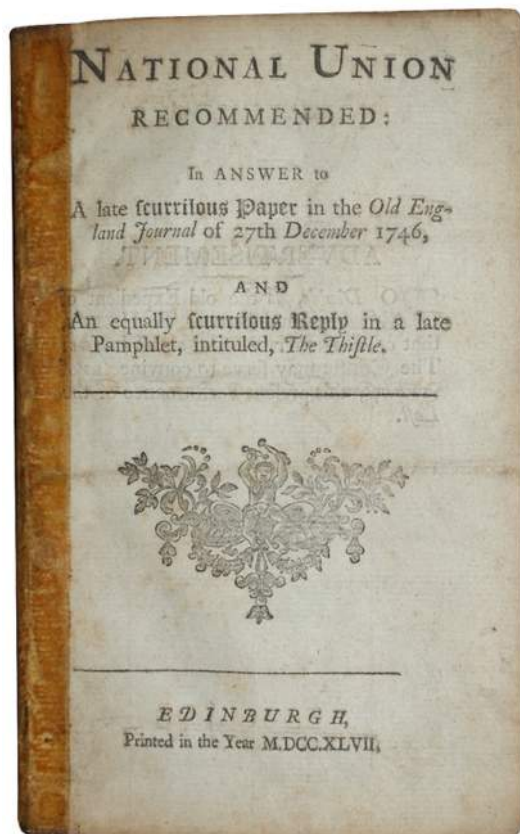 NATIONAL UNION
RECOMMENDED:
In ANSWER to
A late scurrilous Paper in the Old Eng-
land Journal of 27th December 1746,
AND
An equally scurrilous Reply in a late
Pamphlet, intituled, The Thistle.
EDINBURGH,
Printed in the Year M.DCC.XLVII.